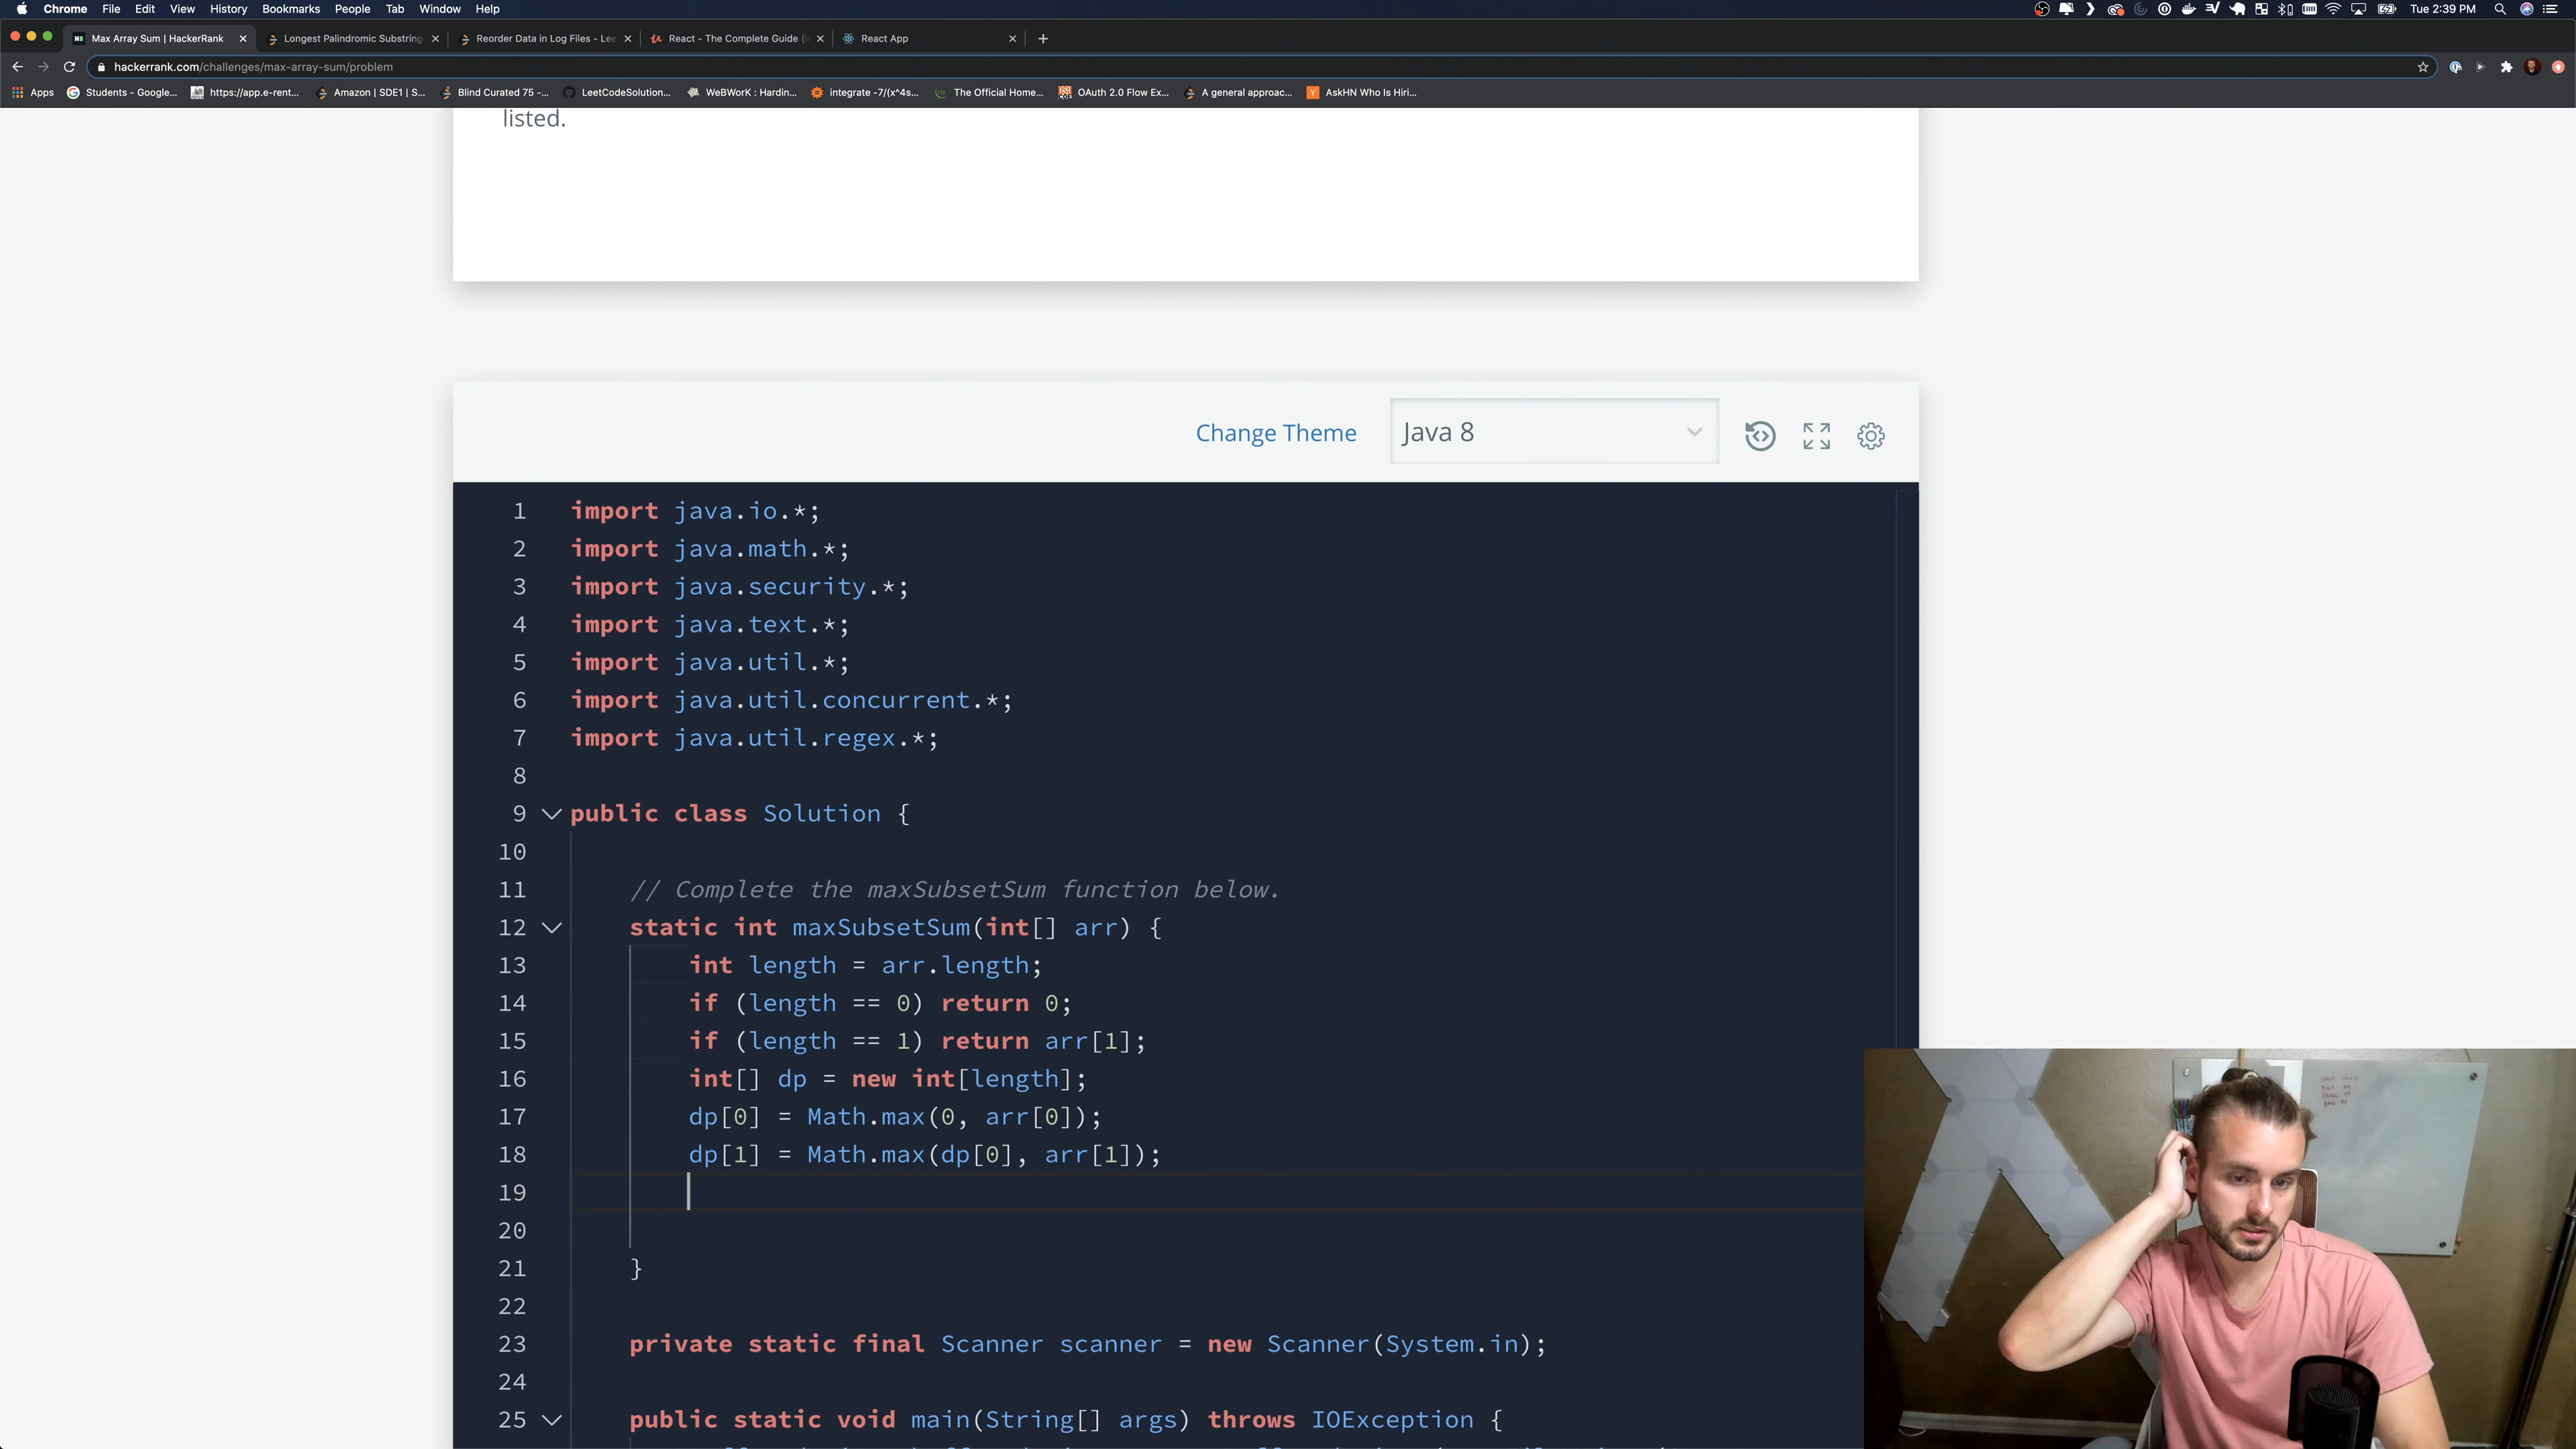 Chrome File Edit View History Bookmarks People Tab Window Help Tue 2:39 PM
Max Array Sum | HackerRank Longest Palindromic Substring Reorder Data in Log Files - Lee React - The Complete Guide (i React App
hackerrank.com/challenges/max-array-sum/problem
Apps Students - Google... https://app.e-rent... Amazon | SDE1 | S... Blind Curated 75 -... LeetCodeSolution... WeBWorK : Hardin... integrate -7/(x^4s... The Official Home... OAuth 2.0 Flow Ex... A general approac... AskHN Who Is Hiri...
listed.
Change Theme Java 8
1 import java.io.*;
2 import java.math.*;
3 import java.security.*;
4 import java.text.*;
5 import java.util.*;
6 import java.util.concurrent.*;
7 import java.util.regex.*;
8
9 public class Solution {
10
11 // Complete the maxSubsetSum function below.
12 static int maxSubsetSum(int[] arr) {
13 int length = arr.length;
14 if (length == 0) return 0;
15 if (length == 1) return arr[1];
16 int[] dp = new int[length];
17 dp[0] = Math.max(0, arr[0]);
18 dp[1] = Math.max(dp[0], arr[1]);
19
20
21 }
22
23 private static final Scanner scanner = new Scanner(System.in);
24
25 public static void main(String[] args) throws IOException {